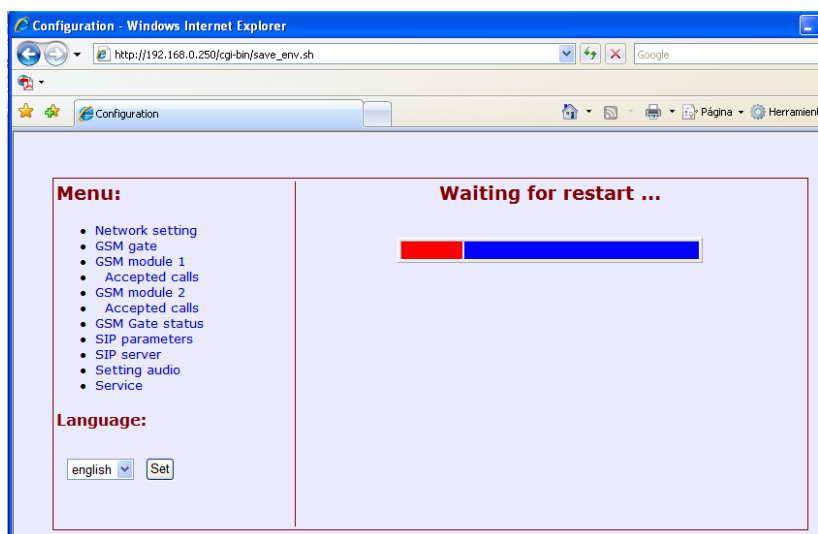 Configuration - Windows Internet Explorer
http://192.168.0.250/cgi-bin/save_env.sh
Google
Configuration
Página
Herramien
Menu:
Waiting for restart ...
Network setting
GSM gate
GSM module 1
Accepted calls
GSM module 2
Accepted calls
GSM Gate status
SIP parameters
SIP server
Setting audio
Service
Language:
english
Set